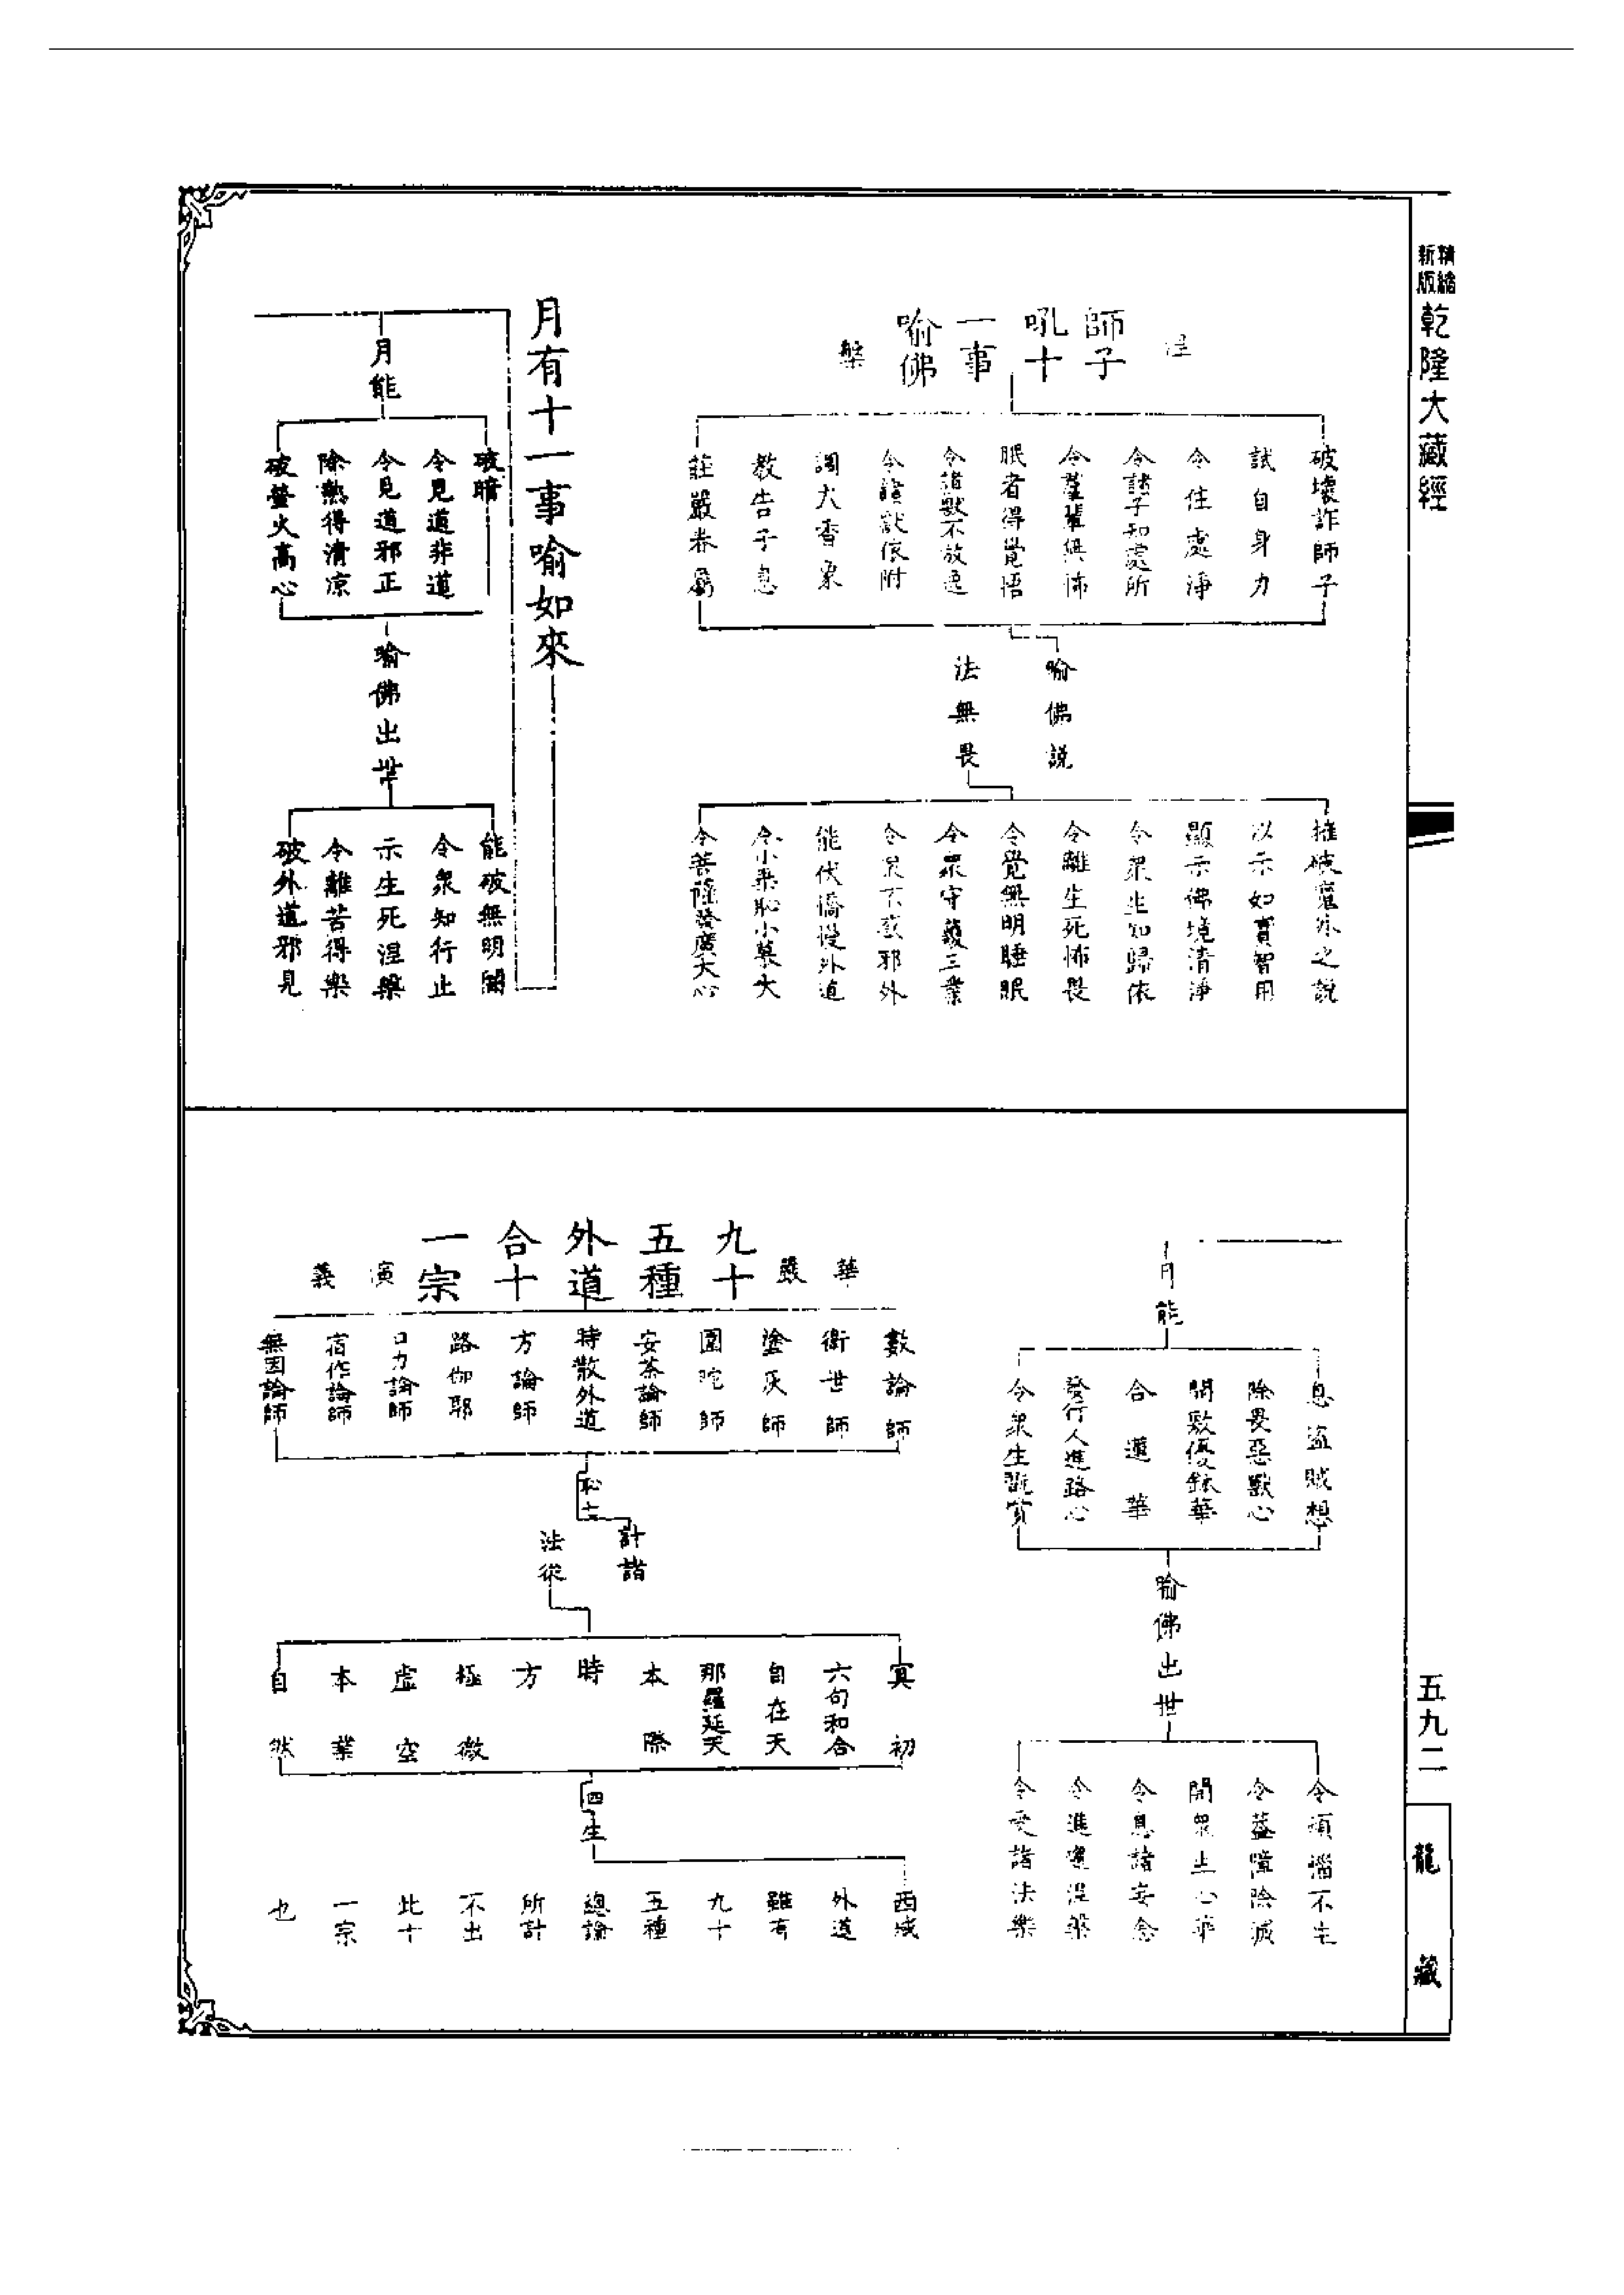 精縮
新版
乾隆大藏經
五九二
龍藏
涅
師子
吼十
一事
喻佛
槃
破壞詐師子
試自身力
令住處淨
令諸子知處所
令羣輩無怖
眠者得覺悟
令諸獸不放逸
令諸獸依附
調大香象
教告子息
莊嚴眷屬
喻佛說
法無畏
摧破魔外之說
以示如實智用
顯示佛境清淨
令眾生知歸依
令離生死怖畏
令覺無明睡眠
令眾守護三業
令眾不墮邪外
能伏憍慢外道
令小乘恥小慕大
令菩薩發廣大心
月有十一事喻如來
月能
破暗
令見道非道
令見道邪正
除熱得清凉
破螢火高心
喻佛出世
能破無明闇
令眾知行止
示生死涅槃
令離苦得樂
破外道邪見
月能
息盜賊想
除畏惡獸心
開敷優鉢華
合蓮華
發行人進路心
令眾生翫賞
喻佛出世
令煩惱不生
令蓋障除滅
開眾生心華
令息諸妄念
令進趣涅槃
令受諸法樂
華
嚴
九十
五種
外道
合十
一宗
演
義
數論師
衛世師
塗灰師
圍陀師
安荼論師
時散外道
方論師
路伽耶
口力論師
宿作論師
無因論師
計諸
法從
冥初
六句和合
自在天
那羅延天
本際
時
方
極微
虛空
本業
自然
生
西域
外道
雖有
九十
五種
總論
所計
不出
此十
一宗
也